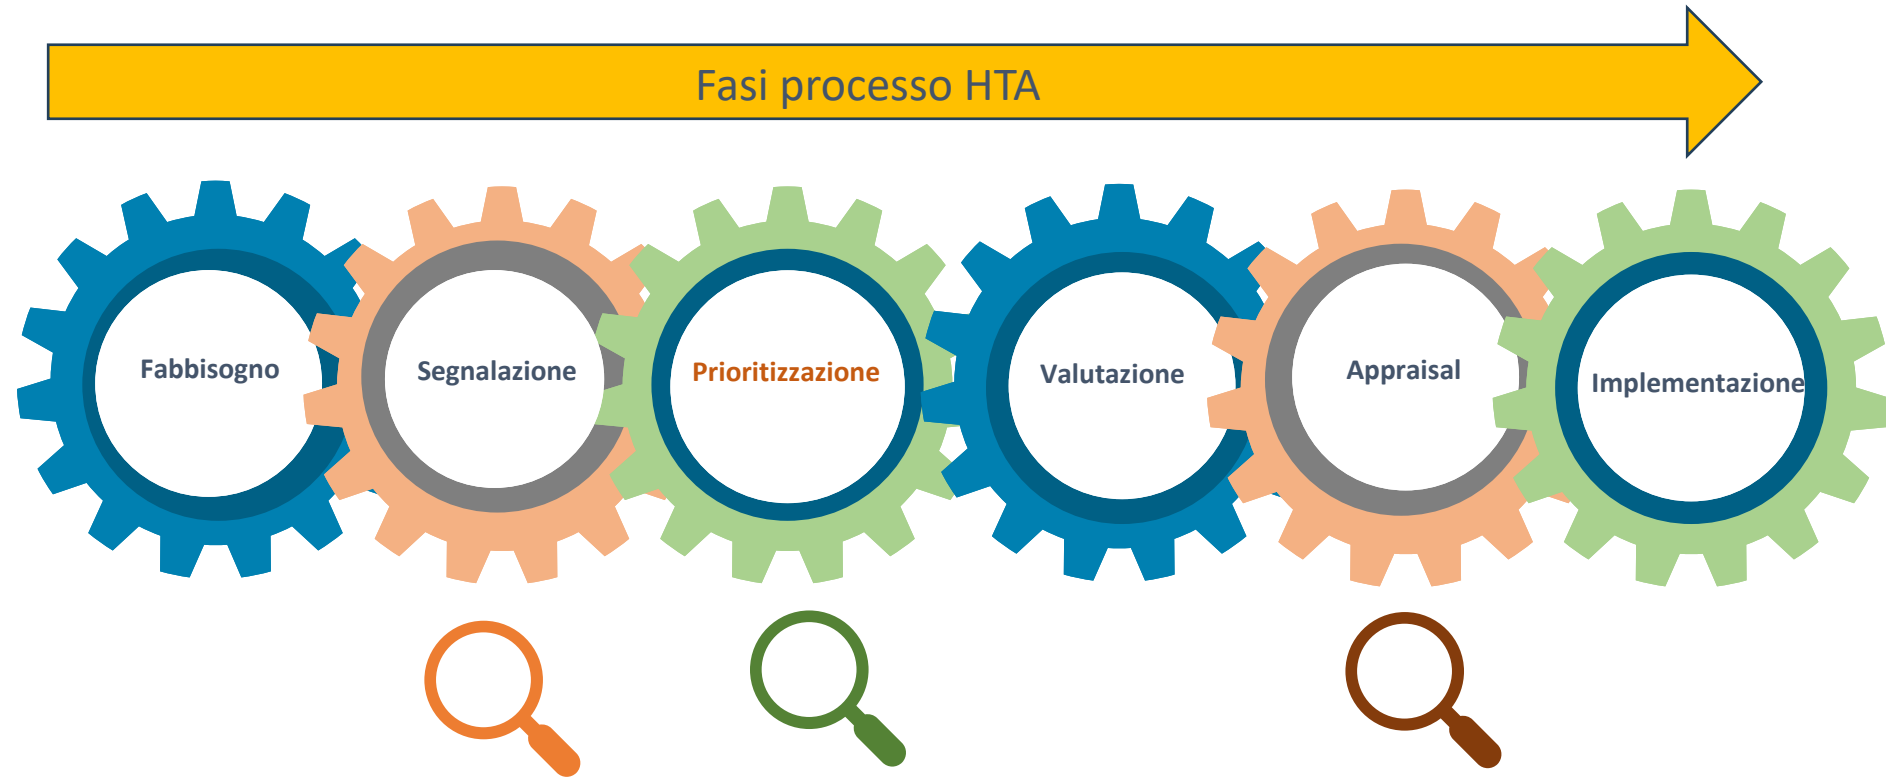 Fasi processo HTA
Fabbisogno
Segnalazione
Prioritizzazione
Valutazione
Appraisal
Implementazione